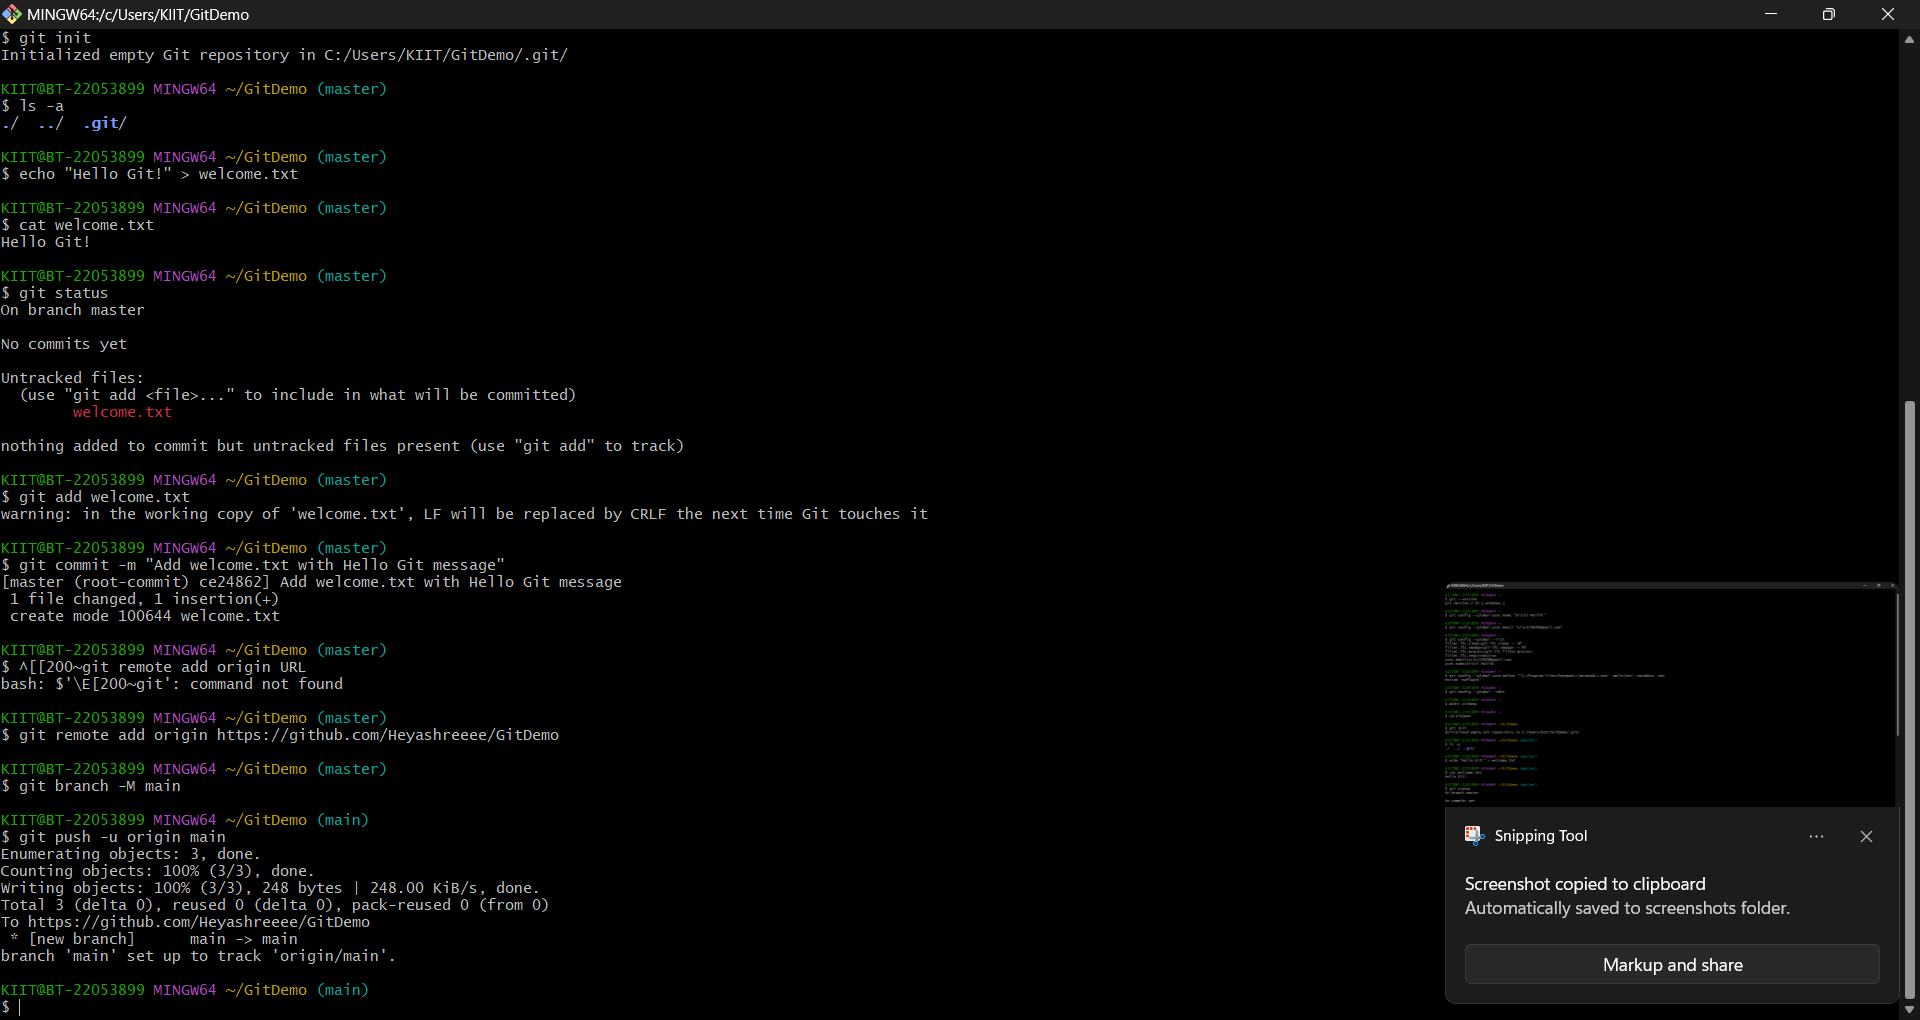 MINGW64:/c/Users/KIIT/GitDemo
$ git init
Initialized empty Git repository in C:/Users/KIIT/GitDemo/.git/
KIIT@BT-22053899 MINGW64 ~/GitDemo (master)
$ ls -a
./  ../  .git/
KIIT@BT-22053899 MINGW64 ~/GitDemo (master)
$ echo "Hello Git!" > welcome.txt
KIIT@BT-22053899 MINGW64 ~/GitDemo (master)
$ cat welcome.txt
Hello Git!
KIIT@BT-22053899 MINGW64 ~/GitDemo (master)
$ git status
On branch master
No commits yet
Untracked files:
  (use "git add <file>..." to include in what will be committed)
        welcome.txt
nothing added to commit but untracked files present (use "git add" to track)
KIIT@BT-22053899 MINGW64 ~/GitDemo (master)
$ git add welcome.txt
warning: in the working copy of 'welcome.txt', LF will be replaced by CRLF the next time Git touches it
KIIT@BT-22053899 MINGW64 ~/GitDemo (master)
$ git commit -m "Add welcome.txt with Hello Git message"
[master (root-commit) ce24862] Add welcome.txt with Hello Git message
 1 file changed, 1 insertion(+)
 create mode 100644 welcome.txt
KIIT@BT-22053899 MINGW64 ~/GitDemo (master)
$ ^[[200~git remote add origin URL
bash: $'\E[200~git': command not found
KIIT@BT-22053899 MINGW64 ~/GitDemo (master)
$ git remote add origin https://github.com/Heyashreeee/GitDemo
KIIT@BT-22053899 MINGW64 ~/GitDemo (master)
$ git branch -M main
KIIT@BT-22053899 MINGW64 ~/GitDemo (main)
$ git push -u origin main
Enumerating objects: 3, done.
Counting objects: 100% (3/3), done.
Writing objects: 100% (3/3), 248 bytes | 248.00 KiB/s, done.
Total 3 (delta 0), reused 0 (delta 0), pack-reused 0 (from 0)
To https://github.com/Heyashreeee/GitDemo
 * [new branch]      main -> main
branch 'main' set up to track 'origin/main'.
KIIT@BT-22053899 MINGW64 ~/GitDemo (main)
$
Snipping Tool
Screenshot copied to clipboard
Automatically saved to screenshots folder.
Markup and share